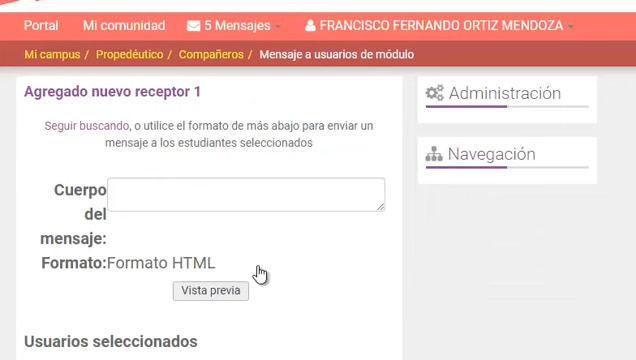 Portal Mi comunidad 5 Mensajes FRANCISCO FERNANDO ORTIZ MENDOZA
Mi campus / Propedéutico / Compañeros / Mensaje a usuarios de módulo
Agregado nuevo receptor 1
Seguir buscando, o utilice el formato de más abajo para enviar un
mensaje a los estudiantes seleccionados
Cuerpo
del
mensaje:
Formato:Formato HTML
Vista previa
Usuarios seleccionados
Administración
Navegación